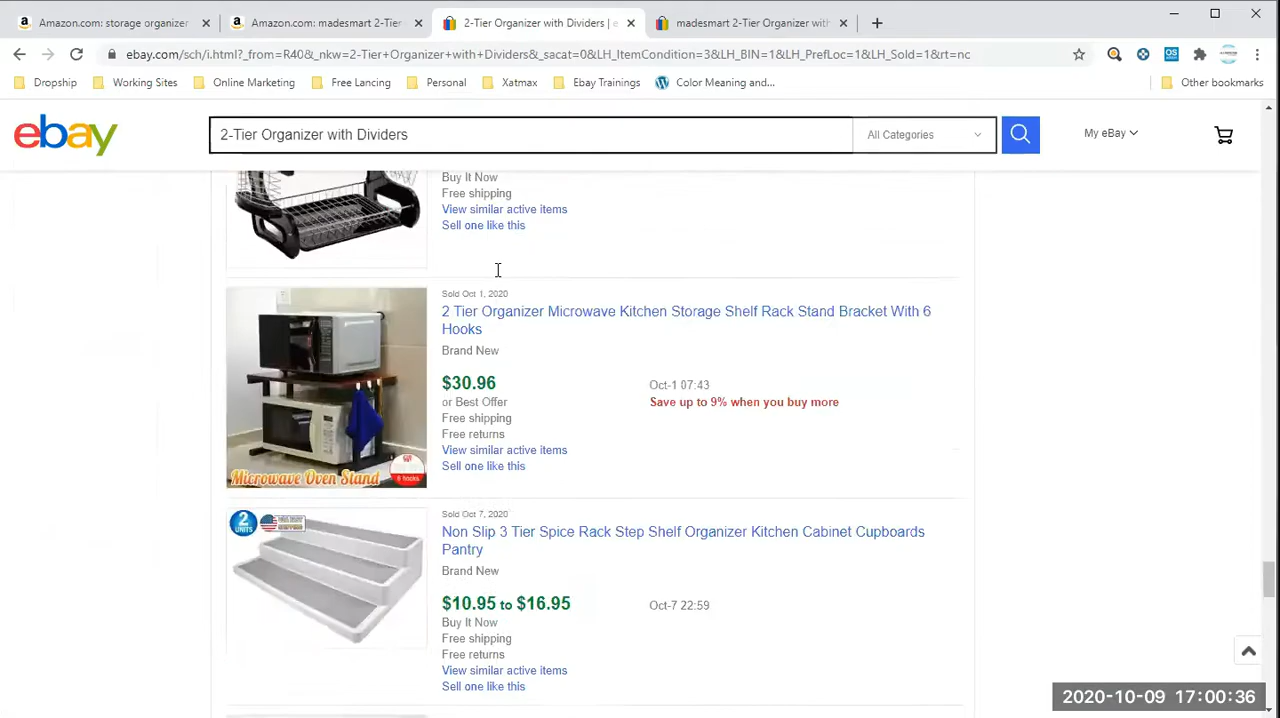 Amazon.com: storage organizer
Amazon.com: madesmart 2-Tier
2-Tier Organizer with Dividers | e
madesmart 2-Tier Organizer with
ebay.com/sch/i.html?_from=R40&_nkw=2-Tier+Organizer+with+Dividers&_sacat=0&LH_ItemCondition=3&LH_BIN=1&LH_PrefLoc=1&LH_Sold=1&rt=nc
Dropship
Working Sites
Online Marketing
Free Lancing
Personal
Xatmax
Ebay Trainings
Color Meaning and...
Other bookmarks
ebay
2-Tier Organizer with Dividers
All Categories
My eBay
Buy It Now
Free shipping
View similar active items
Sell one like this
Sold Oct 1, 2020
2 Tier Organizer Microwave Kitchen Storage Shelf Rack Stand Bracket With 6
Hooks
Brand New
$30.96
or Best Offer
Free shipping
Free returns
View similar active items
Sell one like this
Oct-1 07:43
Save up to 9% when you buy more
Microwave Oven Stand
6 hooks
Sold Oct 7, 2020
Non Slip 3 Tier Spice Rack Step Shelf Organizer Kitchen Cabinet Cupboards
Pantry
Brand New
$10.95 to $16.95
Buy It Now
Free shipping
Free returns
View similar active items
Sell one like this
Oct-7 22:59
2
UNITS
2020-10-09 17:00:36